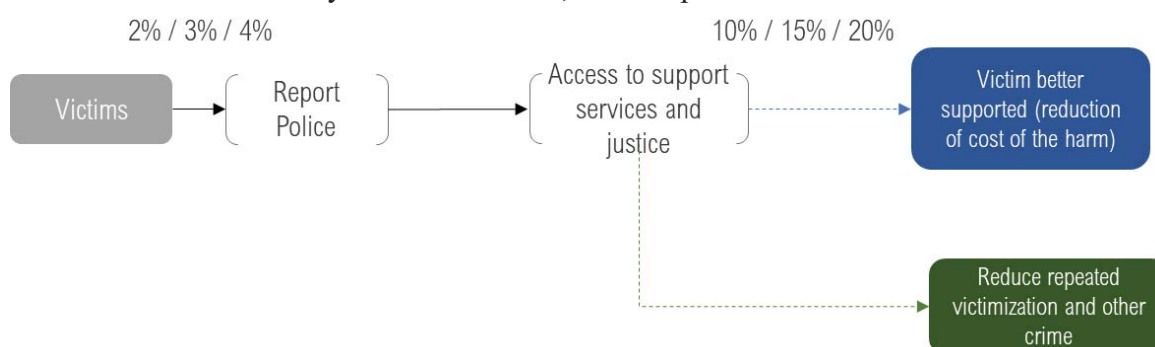 2% / 3% / 4%
10% / 15% / 20%
Victims
Report
Police
Access to support
services and
justice
Victim better
supported (reduction
of cost of the harm)
Reduce repeated
victimization and other
crime